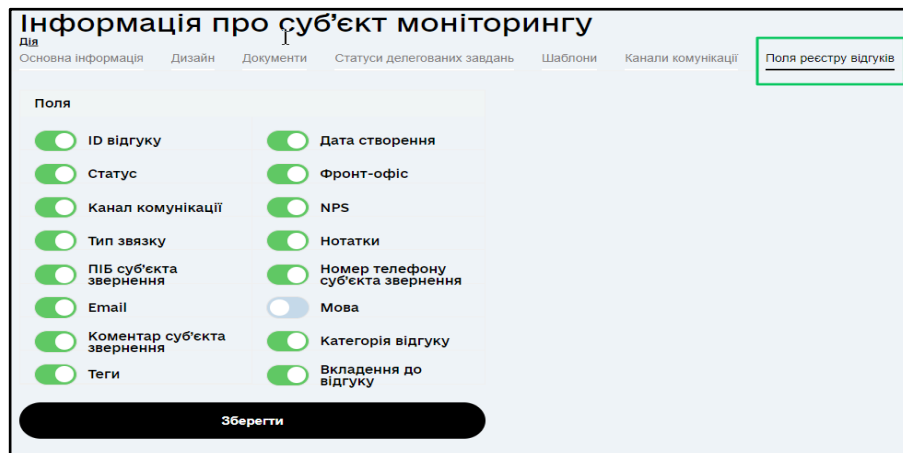 Інформація про суб’єкт моніторингу
Дія
Основна інформація Дизайн Документи Статуси делегованих завдань Шаблони Канали комунікації Поля реєстру відгуків
Поля
ID відгуку Дата створення
Статус Фронт-офіс
Канал комунікації NPS
Тип звязку Нотатки
ПІБ суб’єкта Номер телефону
звернення суб’єкта звернення
Email Мова
Коментар суб’єкта Категорія відгуку
звернення
Теги Вкладення до
відгуку
Зберегти